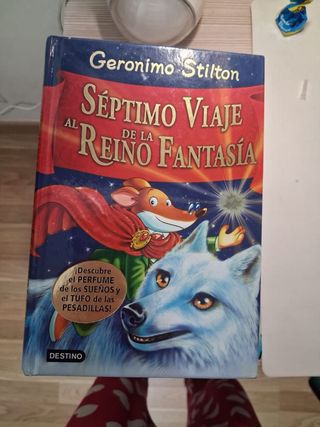 Geronimo Stilton
SÉPTIMO VIAJE
AL REINO DE LA FANTASÍA
¡Descubre
el PERFUME
de los SUEÑOS y
el TUFO de las
PESADILLAS!
DESTINO